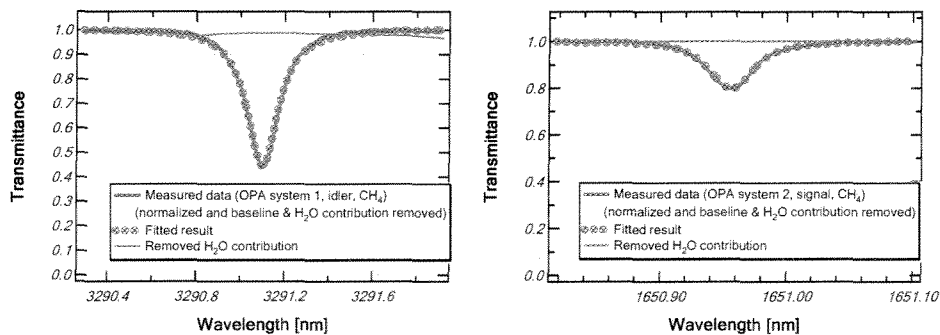 1.0
0.9
0.8
0.7
0.6
0.5
0.4
0.3
0.2
0.1
0.0
Transmittance
Measured data (OPA system 1, idler, CH4)
(normalized and baseline & H2O contribution removed)
Fitted result
Removed H2O contribution
3290.4
3290.8
3291.2
3291.6
Wavelength [nm]
1.0
0.8
0.6
0.4
0.2
0.0
Transmittance
Measured data (OPA system 2, signal, CH4)
(normalized and baseline & H2O contribution removed)
Fitted result
Removed H2O contribution
1650.90
1651.00
1651.10
Wavelength [nm]